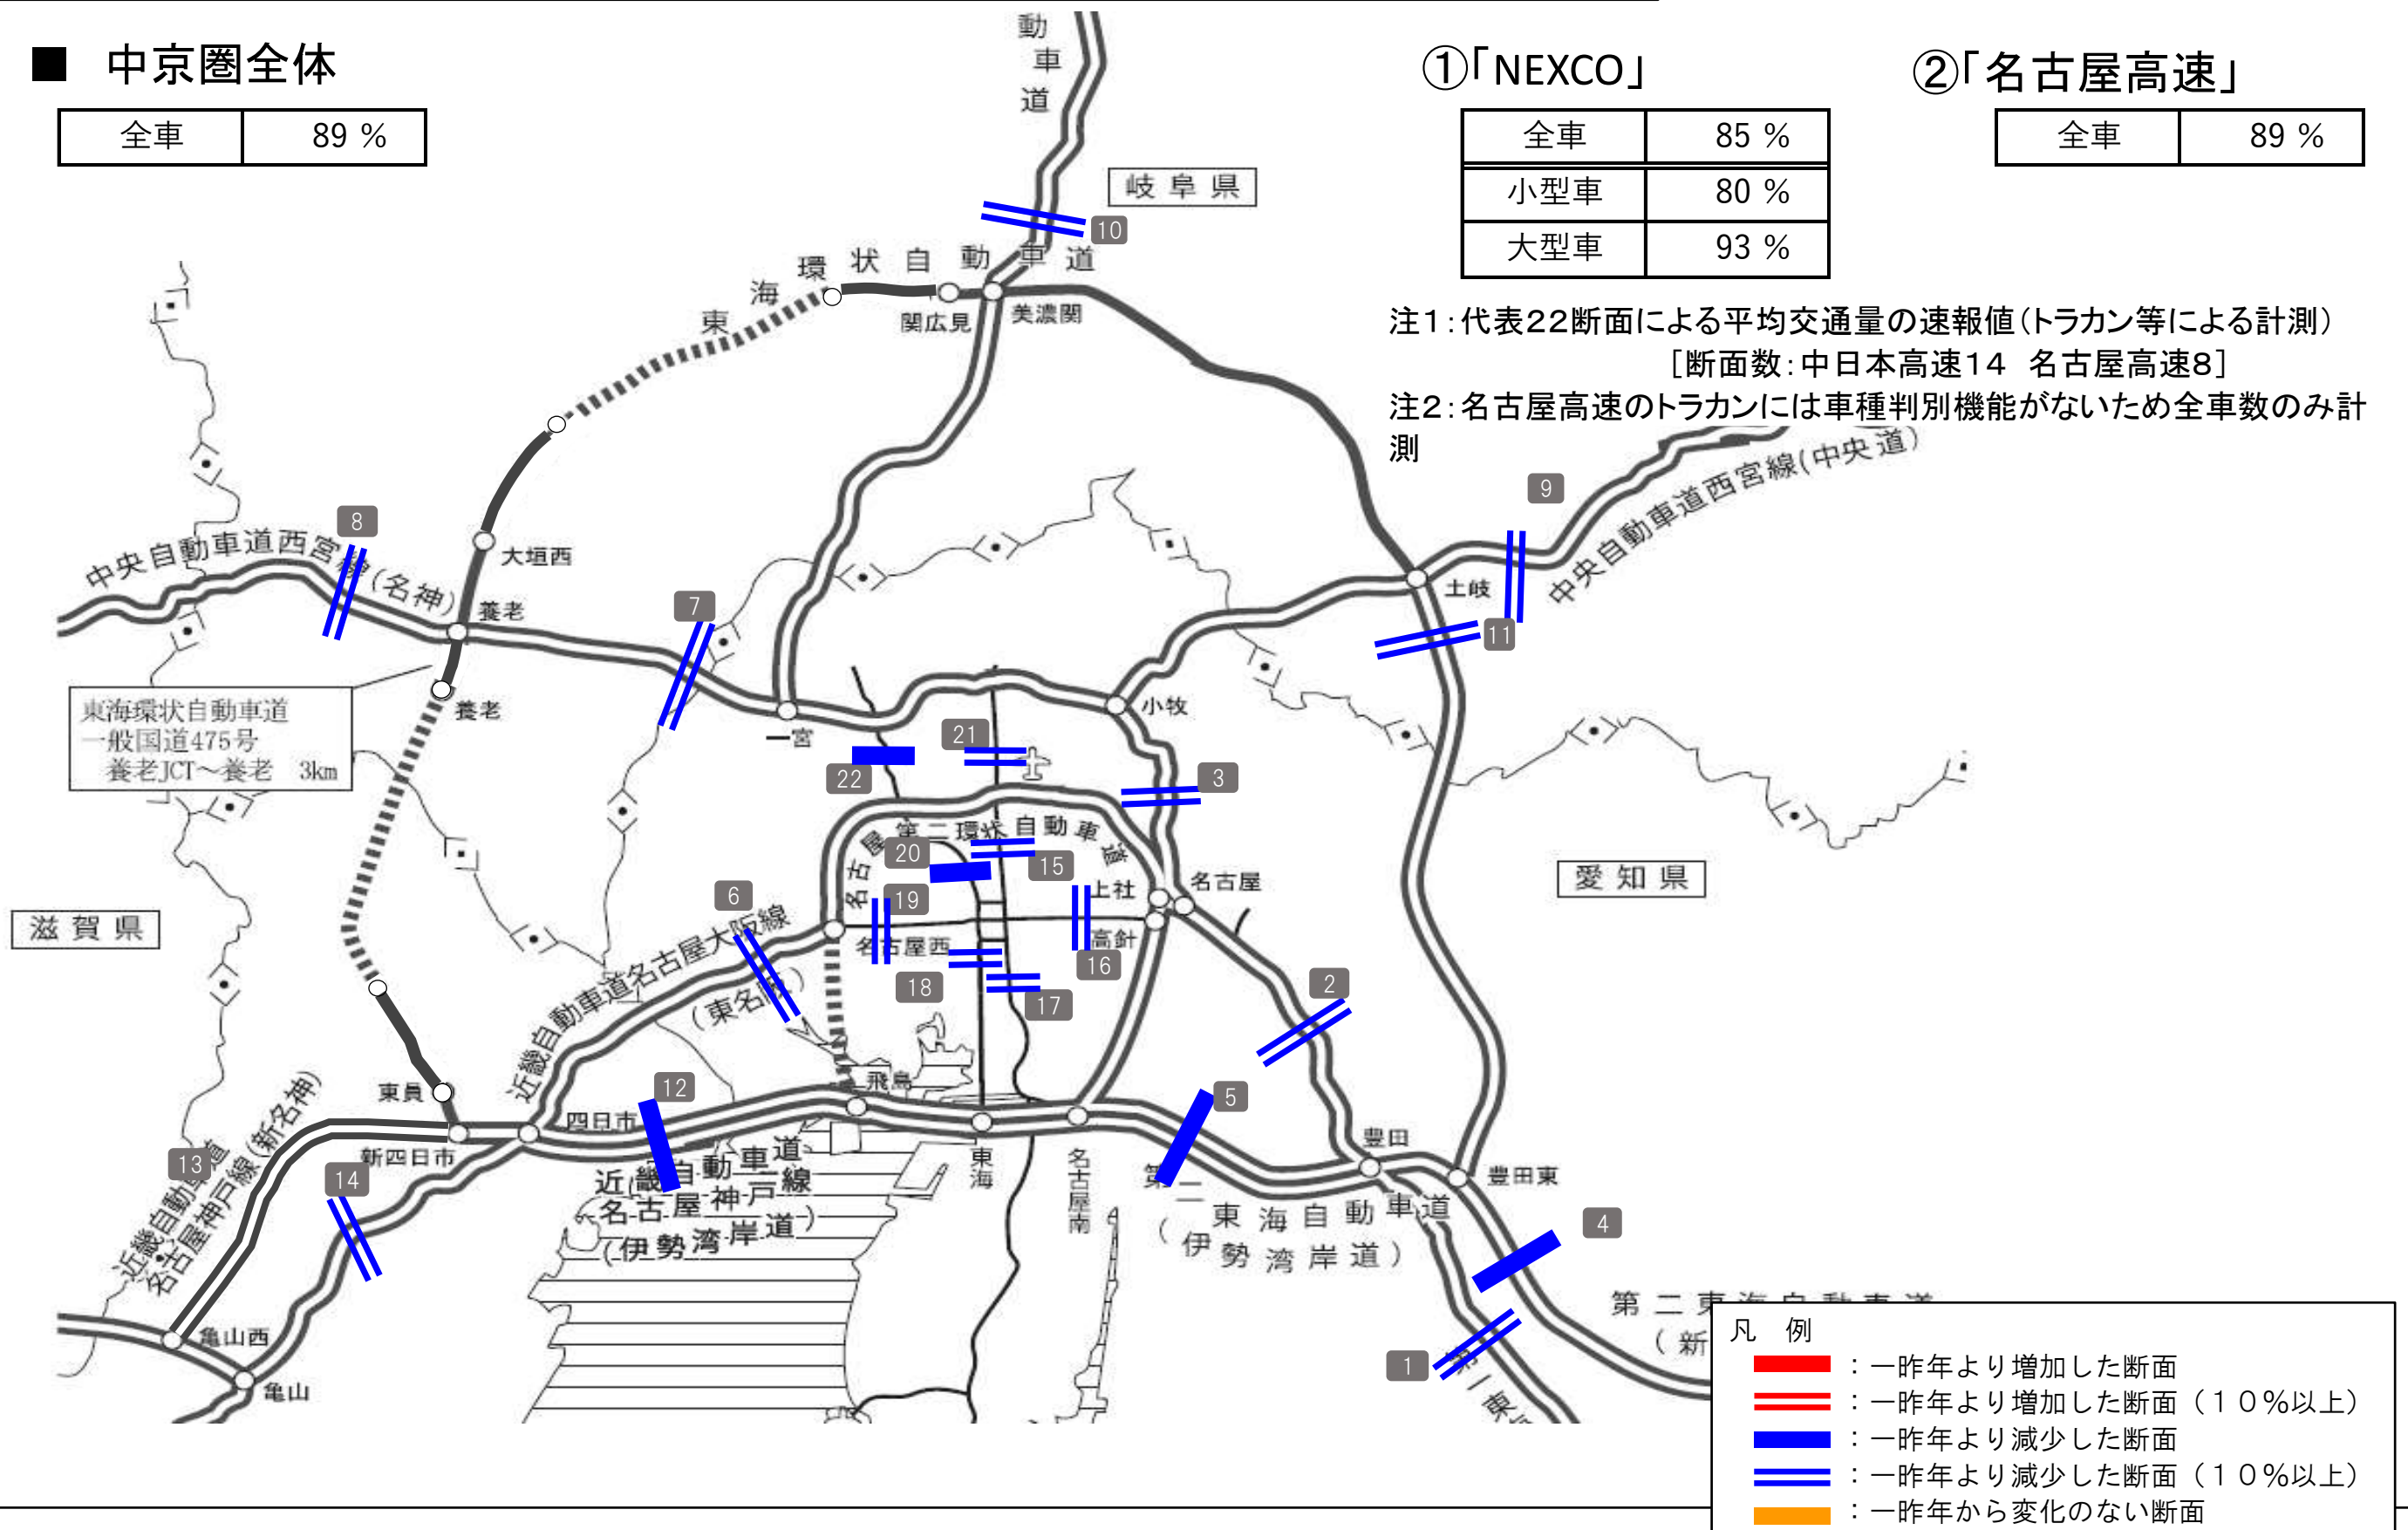 ■ 中京圏全体
全車 89 %
①「NEXCO」
全車 85 %
小型車 80 %
大型車 93 %
②「名古屋高速」
全車 89 %
注1：代表22断面による平均交通量の速報値（トラカン等による計測）
［断面数：中日本高速14　名古屋高速8］
注2：名古屋高速のトラカンには車種判別機能がないため全車数のみ計
測
動車道
岐阜県
10
東海環状自動車道
関広見
美濃関
9
中央自動車道西宮線(中央道)
8
中央自動車道西宮線(名神)
大垣西
養老
7
土岐
11
東海環状自動車道
一般国道475号
養老JCT～養老　3km
養老
一宮
小牧
21
22
3
名古屋第二環状自動車道
20
15
上社
名古屋
愛知県
6
19
滋賀県
近畿自動車道名古屋大阪線
(東名阪)
名古屋西
高針
16
18
17
2
東員
飛島
12
5
四日市
新四日市
13
近畿自動車道
名古屋神戸線(新名神)
14
近畿自動車道
名古屋神戸線
(伊勢湾岸道)
東海
名古屋南
豊田
豊田東
第二東海自動車道
(伊勢湾岸道)
4
亀山西
亀山
1
第一東
第二東海自動車道
(新
凡　例
：一昨年より増加した断面
：一昨年より増加した断面（１０％以上）
：一昨年より減少した断面
：一昨年より減少した断面（１０％以上）
：一昨年から変化のない断面